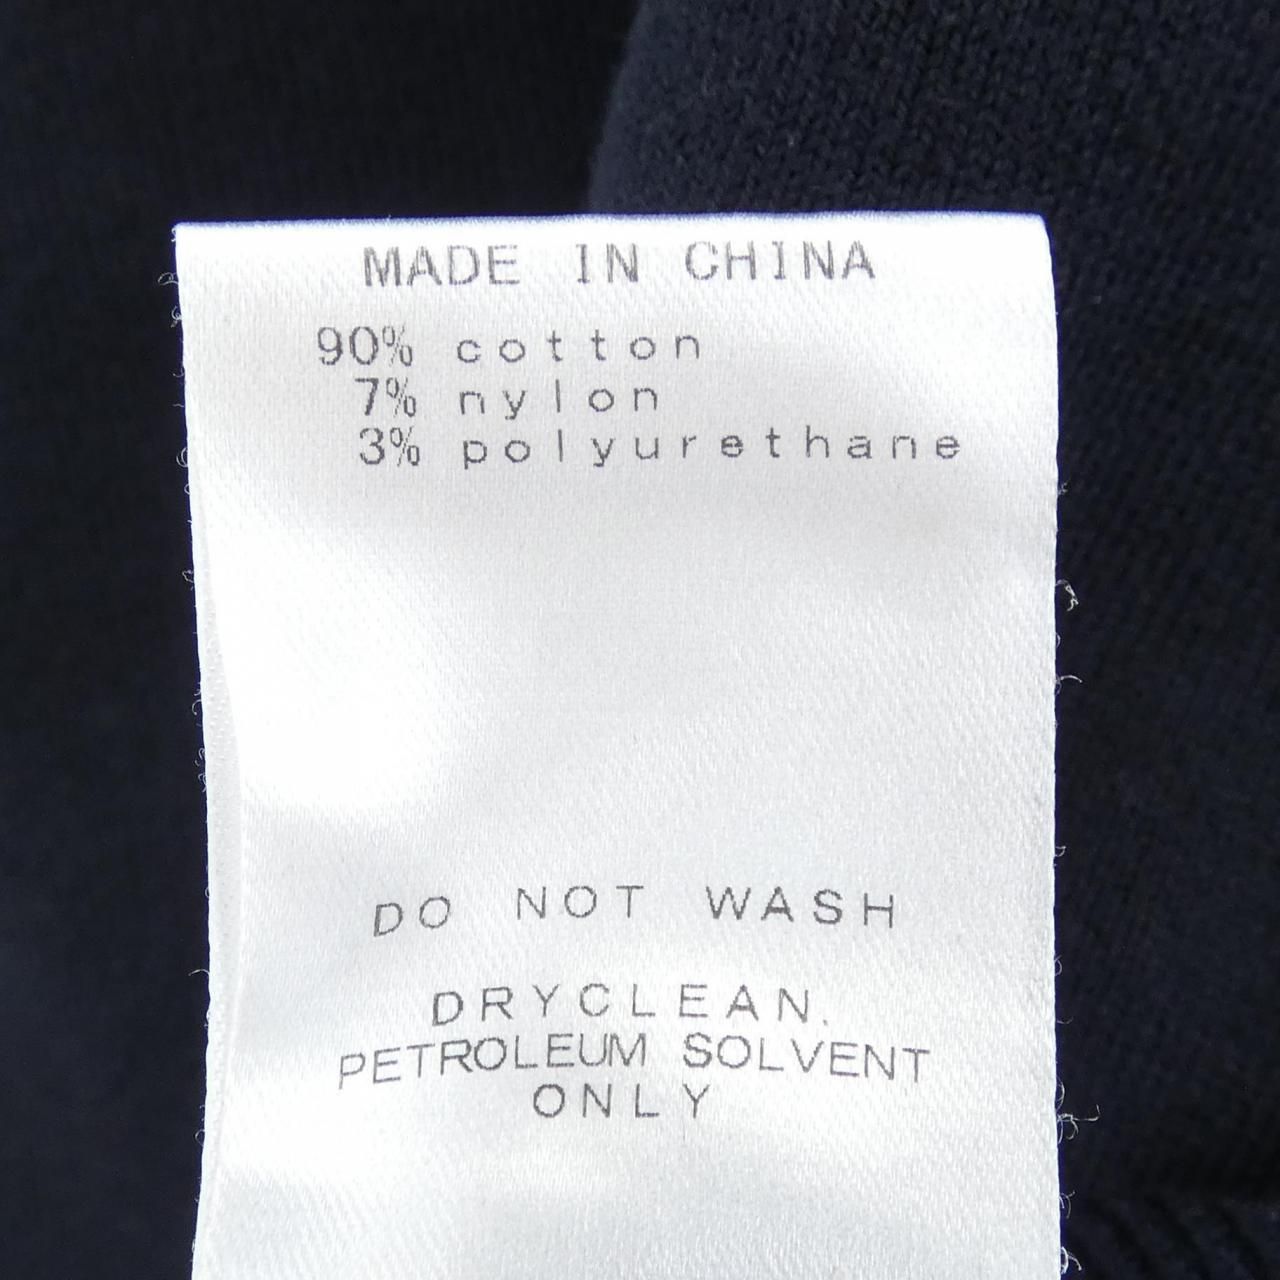 MADE IN CHINA
90% cotton
7% nylon
3% polyurethane
DO NOT WASH
DRYCLEAN.
PETROLEUM SOLVENT
ONLY